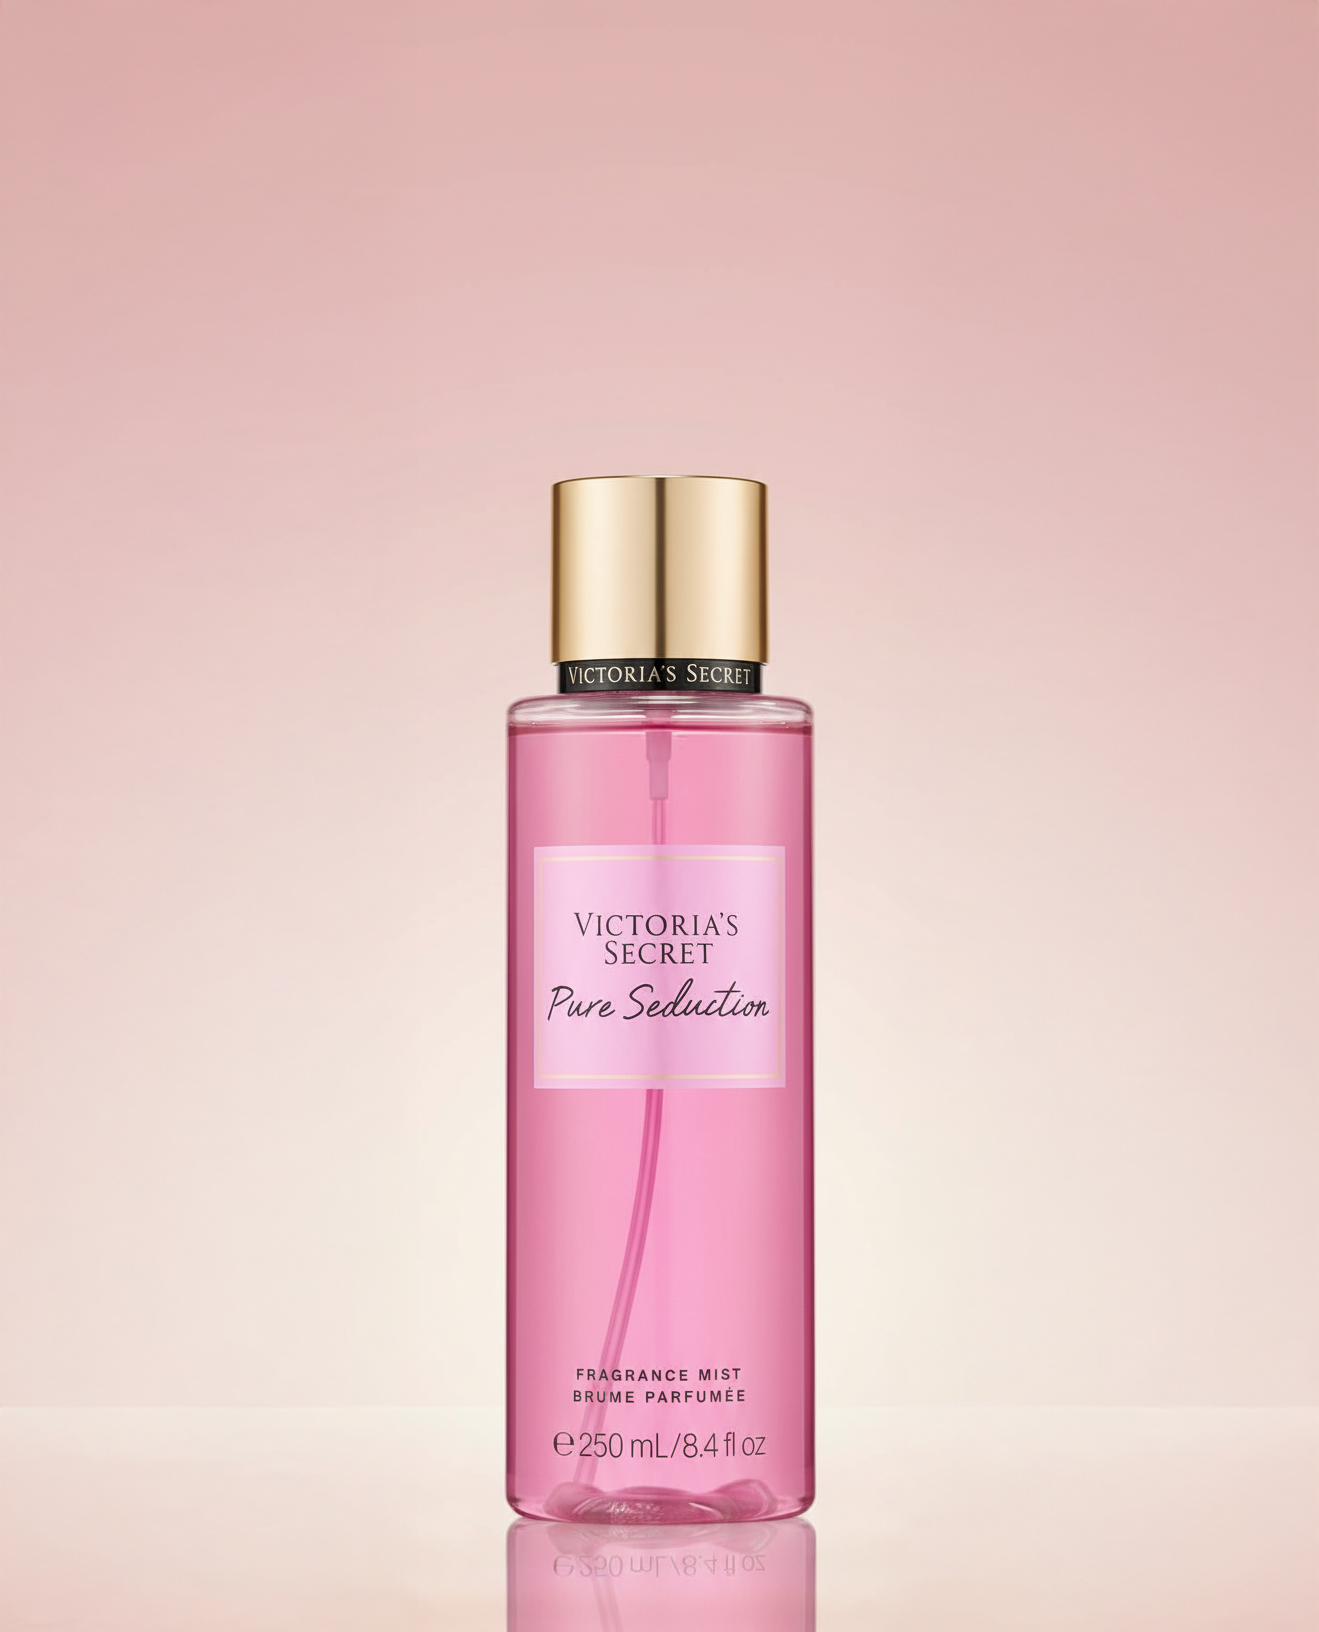 VICTORIA'S SECRET
VICTORIA'S
SECRET
Pure Seduction
FRAGRANCE MIST
BRUME PARFUMÉE
℮250 mL/8.4 fl oz